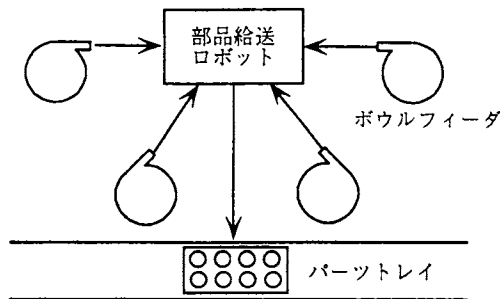 部品給送
ロボット
ボウルフィーダ
パーツトレイ